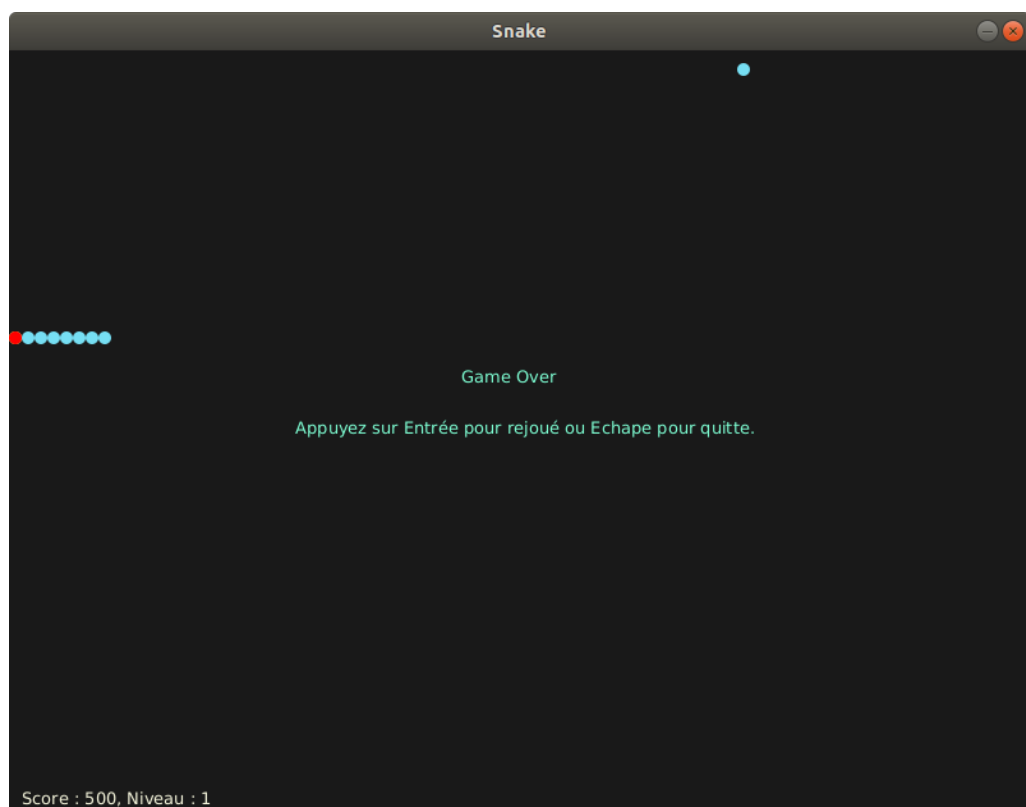 Snake
Game Over
Appuyez sur Entrée pour rejoué ou Echape pour quitte.
Score : 500, Niveau : 1